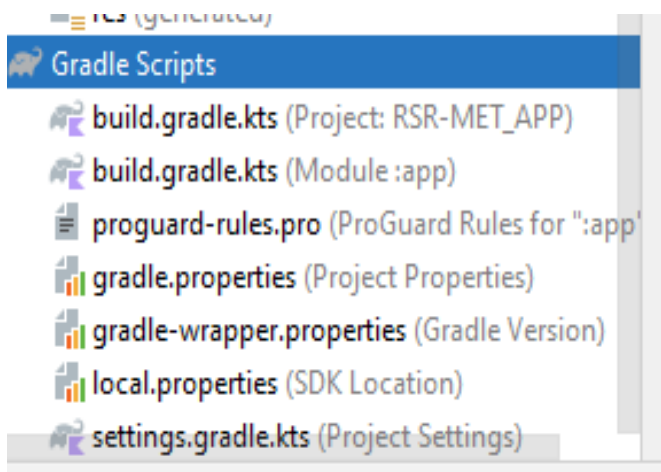 res (generated)
Gradle Scripts
build.gradle.kts (Project: RSR-MET_APP)
build.gradle.kts (Module :app)
proguard-rules.pro (ProGuard Rules for ":app"
gradle.properties (Project Properties)
gradle-wrapper.properties (Gradle Version)
local.properties (SDK Location)
settings.gradle.kts (Project Settings)